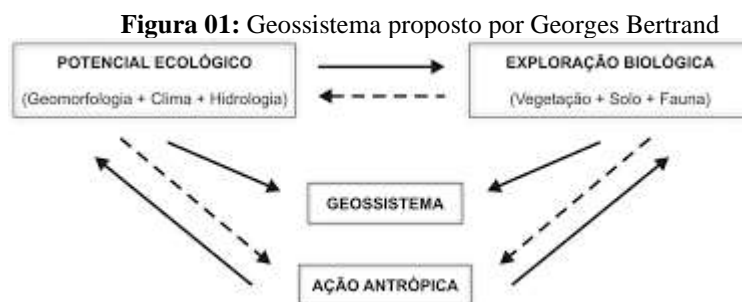 Figura 01: Geossistema proposto por Georges Bertrand
POTENCIAL ECOLÓGICO
(Geomorfologia + Clima + Hidrologia)
EXPLORAÇÃO BIOLÓGICA
(Vegetação + Solo + Fauna)
GEOSSISTEMA
AÇÃO ANTRÓPICA